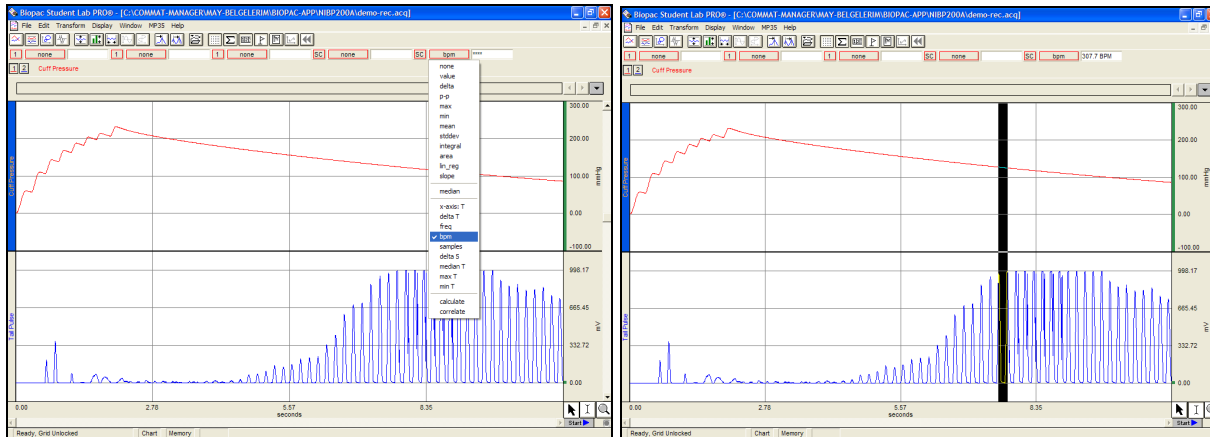 Biopac Student Lab PRO® - [C:\COMMAT-MANAGER\MAY-BELGELERIM\BIOPAC-APP\NIBP200A\demo-rec.acq]
File Edit Transform Display Window MP35 Help
1 none 1 none 1 none SC none SC bpm ****
1 2 Cuff Pressure
none
value
delta
p-p
max
min
mean
stddev
integral
area
lin_reg
slope
median
x-axis: T
delta T
freq
bpm
samples
delta S
median T
max T
min T
calculate
correlate
Cuff Pressure
300.00
200.00
100.00
0.00
-100.00
mmHg
Tail Pulse
998.17
665.45
332.72
0.00
mV
0.00 2.78 5.57 8.35
seconds
Start
Ready, Grid Unlocked Chart Memory
Biopac Student Lab PRO® - [C:\COMMAT-MANAGER\MAY-BELGELERIM\BIOPAC-APP\NIBP200A\demo-rec.acq]
File Edit Transform Display Window MP35 Help
1 none 1 none 1 none SC none SC bpm 307.7 BPM
1 2 Cuff Pressure
Cuff Pressure
300.00
200.00
100.00
0.00
-100.00
mmHg
Tail Pulse
998.17
665.45
332.72
0.00
mV
0.00 2.78 5.57 8.35
seconds
Start
Ready, Grid Unlocked Chart Memory